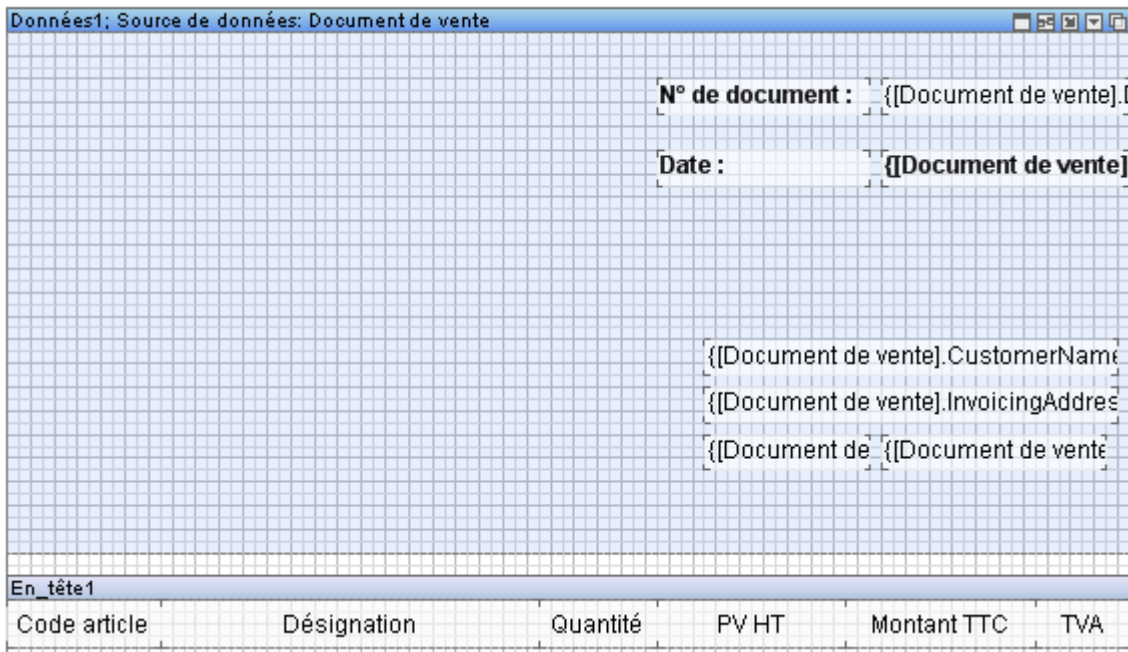 Données1; Source de données: Document de vente
N° de document : {[Document de vente].D
Date : {[Document de vente]
{[Document de vente].CustomerName
{[Document de vente].InvoicingAddres
{[Document de {[Document de vente
En_tête1
Code article Désignation Quantité PV HT Montant TTC TVA